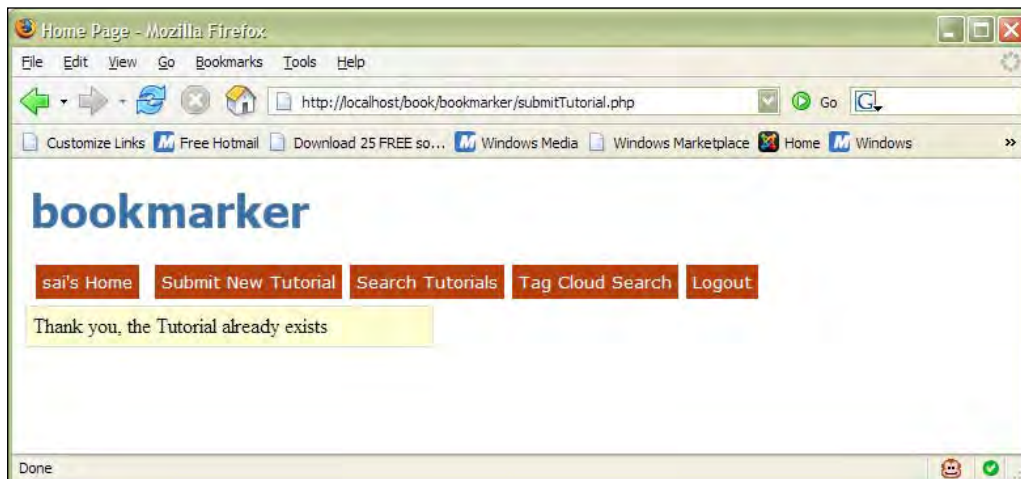 Home Page - Mozilla Firefox
File Edit View Go Bookmarks Tools Help
http://localhost/book/bookmarker/submitTutorial.php Go G
Customize Links Free Hotmail Download 25 FREE so... Windows Media Windows Marketplace Home Windows »
bookmarker
sai's Home Submit New Tutorial Search Tutorials Tag Cloud Search Logout
Thank you, the Tutorial already exists
Done